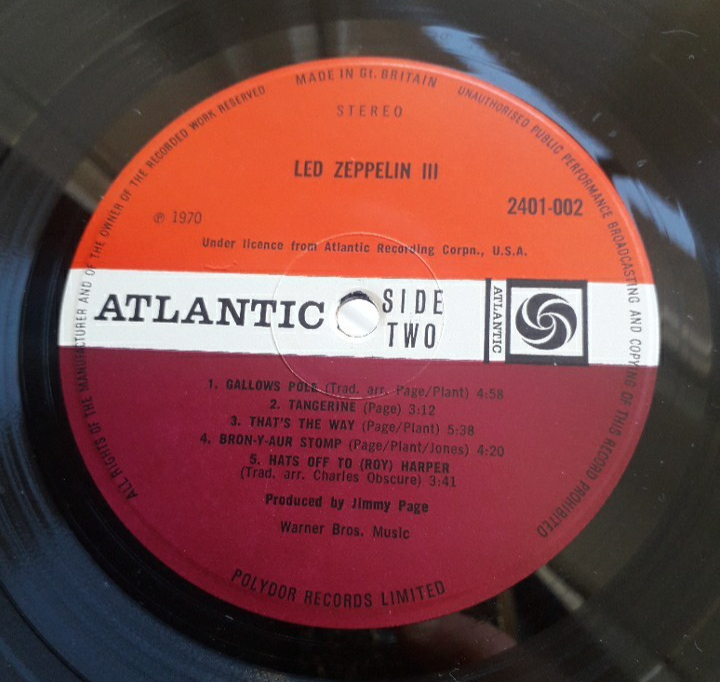 MADE IN Gt. BRITAIN
UNAUTHORISED PUBLIC PERFORMANCE BROADCASTING AND COPYING OF THIS RECORD PROHIBITED
ALL RIGHTS OF THE MANUFACTURER AND OF THE OWNER OF THE RECORDED WORK RESERVED
STEREO
LED ZEPPELIN III
2401-002
℗ 1970
Under licence from Atlantic Recording Corpn., U.S.A.
ATLANTIC
SIDE
TWO
ATLANTIC
1. GALLOWS POLE (Trad. arr. Page/Plant) 4:58
2. TANGERINE (Page) 3:12
3. THAT'S THE WAY (Page/Plant) 5:38
4. BRON-Y-AUR STOMP (Page/Plant/Jones) 4:20
5. HATS OFF TO (ROY) HARPER
(Trad. arr. Charles Obscure) 3:41
Produced by Jimmy Page
Warner Bros. Music
POLYDOR RECORDS LIMITED